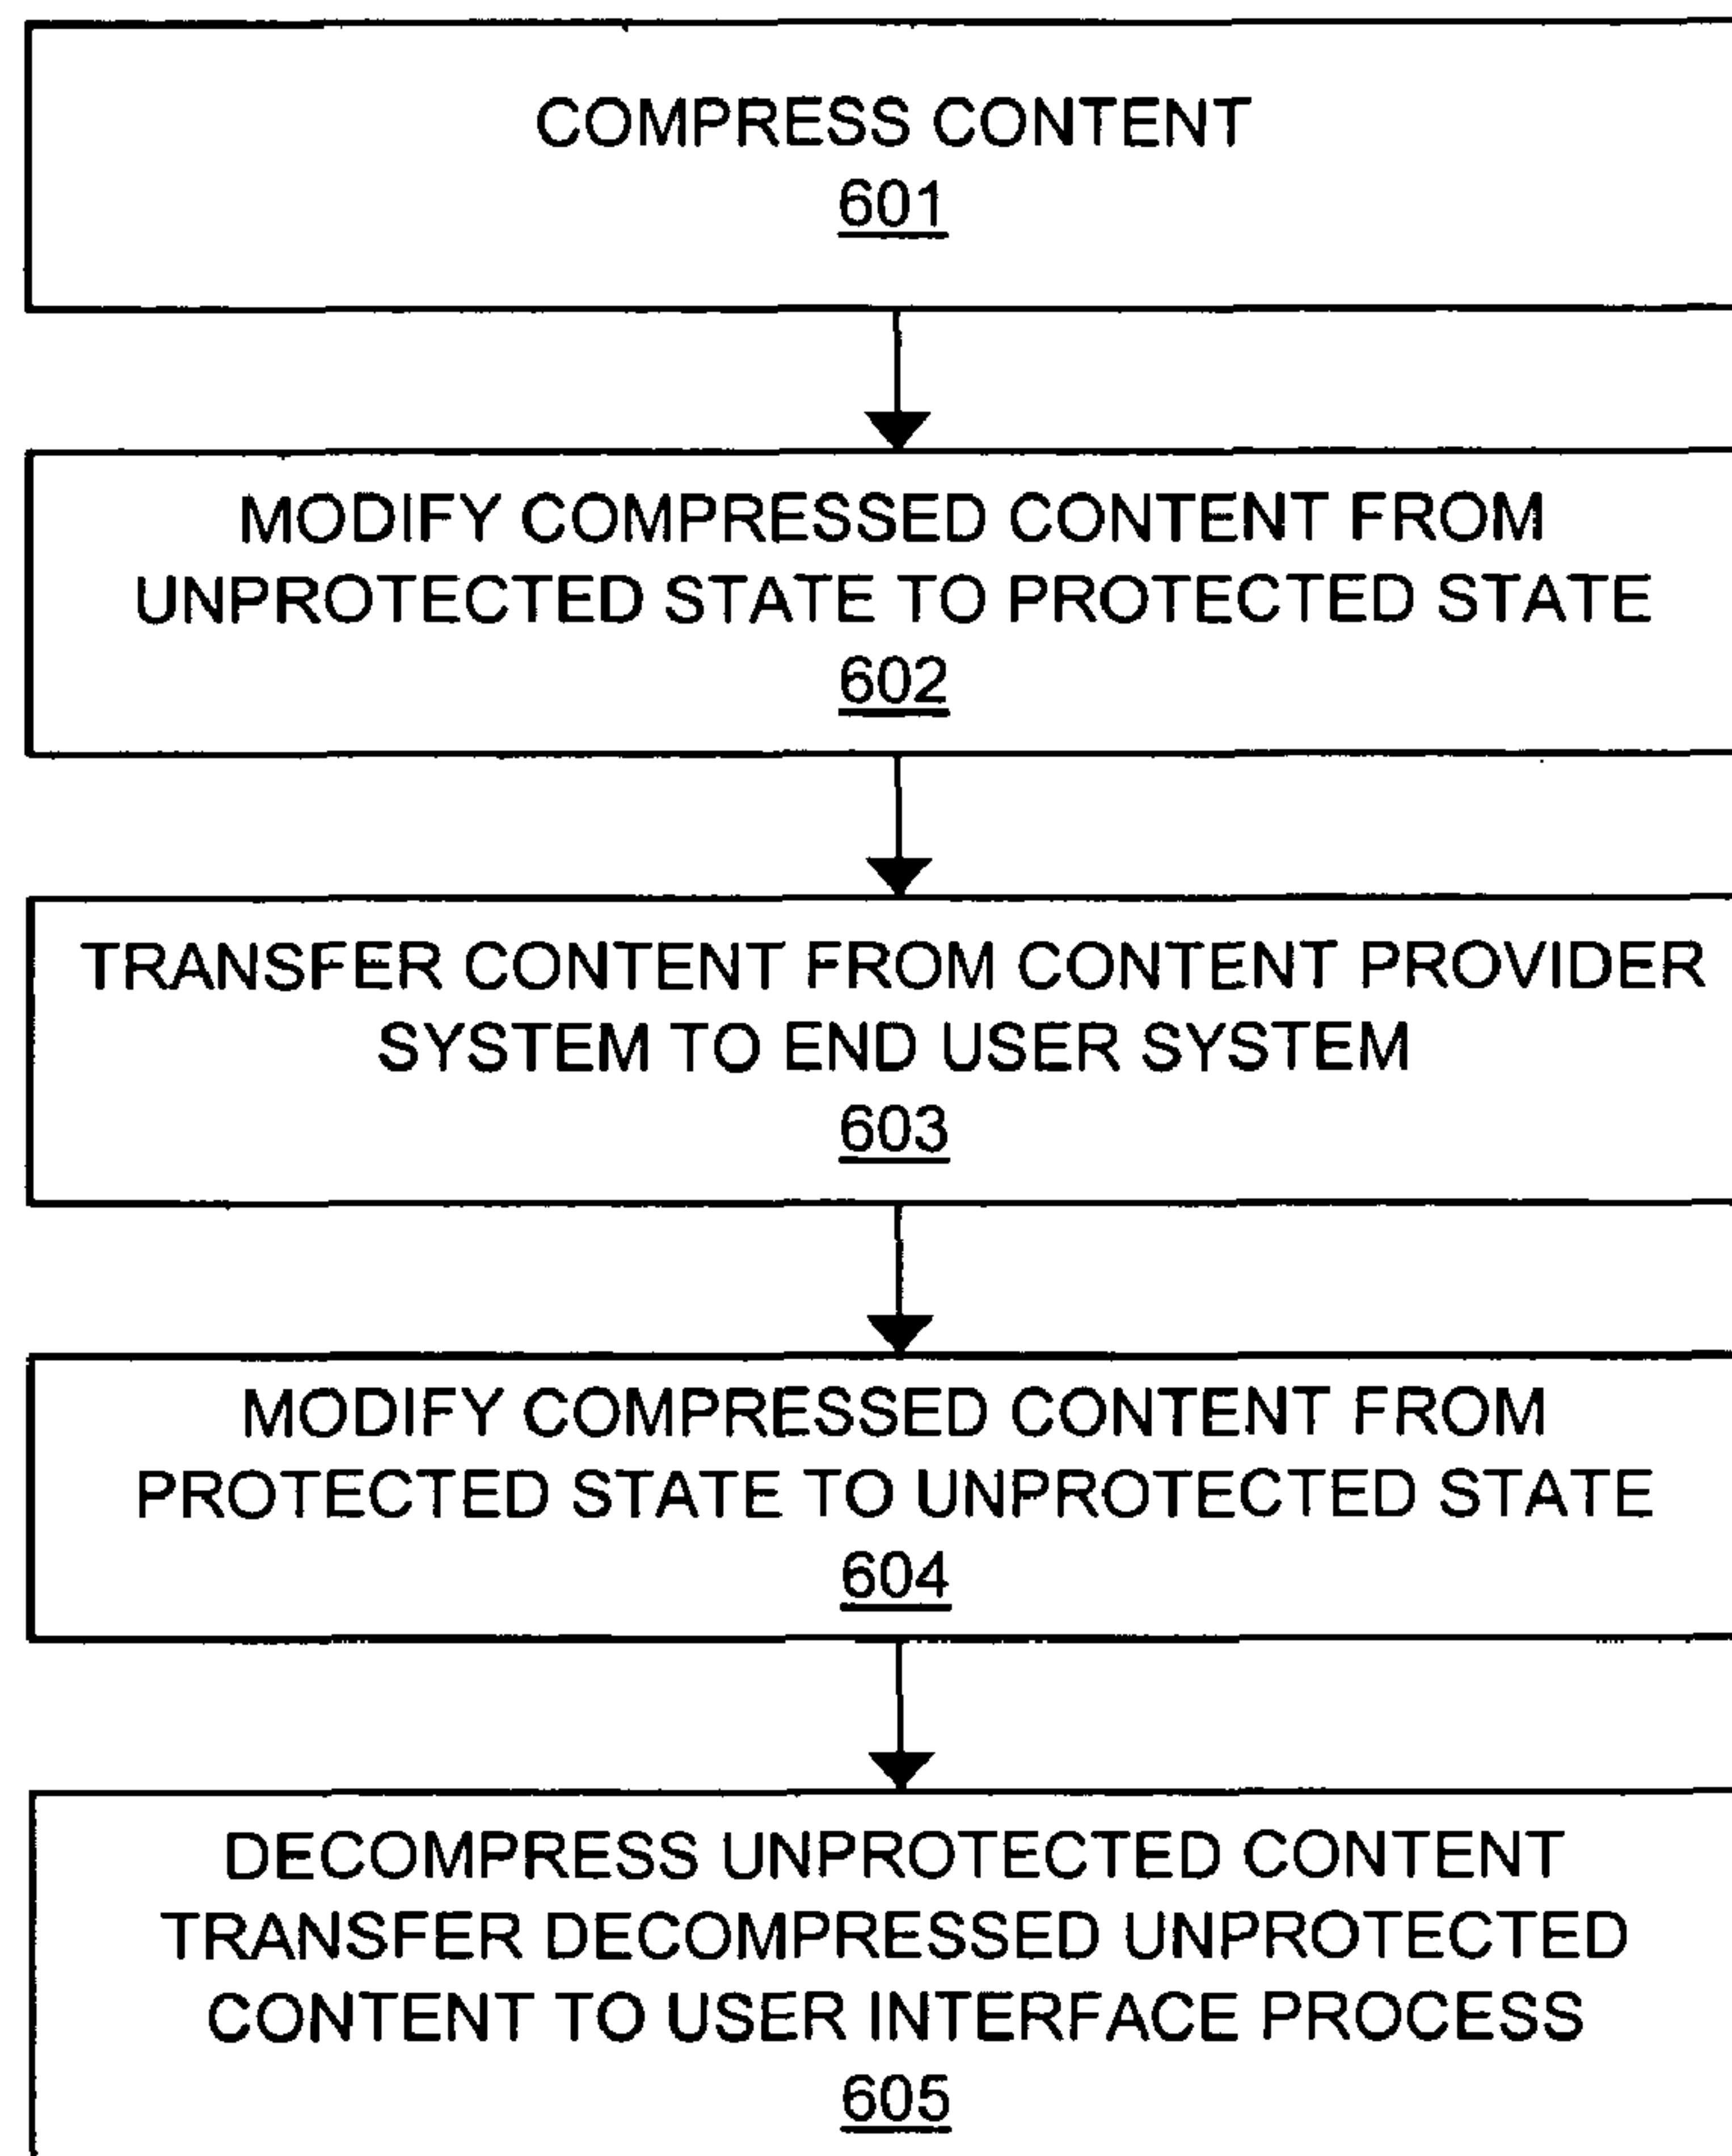 COMPRESS CONTENT
601
MODIFY COMPRESSED CONTENT FROM
UNPROTECTED STATE TO PROTECTED STATE
602
TRANSFER CONTENT FROM CONTENT PROVIDER
SYSTEM TO END USER SYSTEM
603
MODIFY COMPRESSED CONTENT FROM
PROTECTED STATE TO UNPROTECTED STATE
604
DECOMPRESS UNPROTECTED CONTENT
TRANSFER DECOMPRESSED UNPROTECTED
CONTENT TO USER INTERFACE PROCESS
605